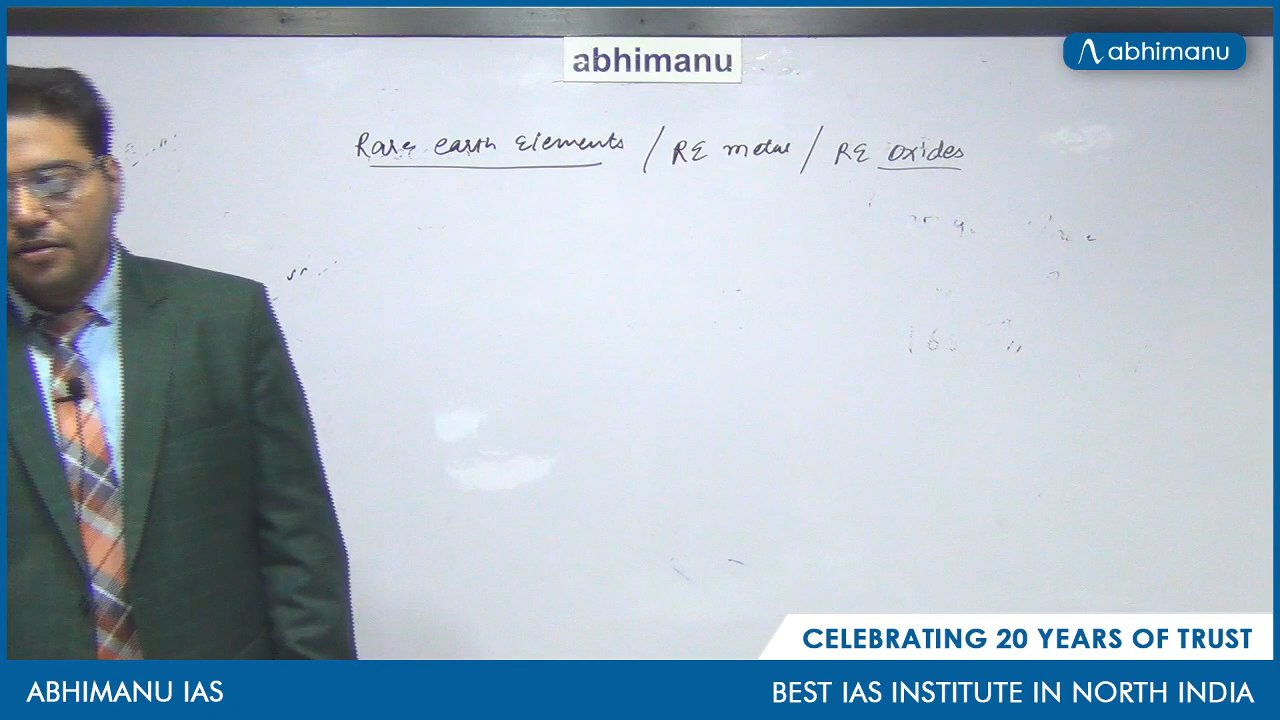 abhimanu
abhimanu
Rare earth Elements / RE metal / RE oxides
CELEBRATING 20 YEARS OF TRUST
ABHIMANU IAS
BEST IAS INSTITUTE IN NORTH INDIA